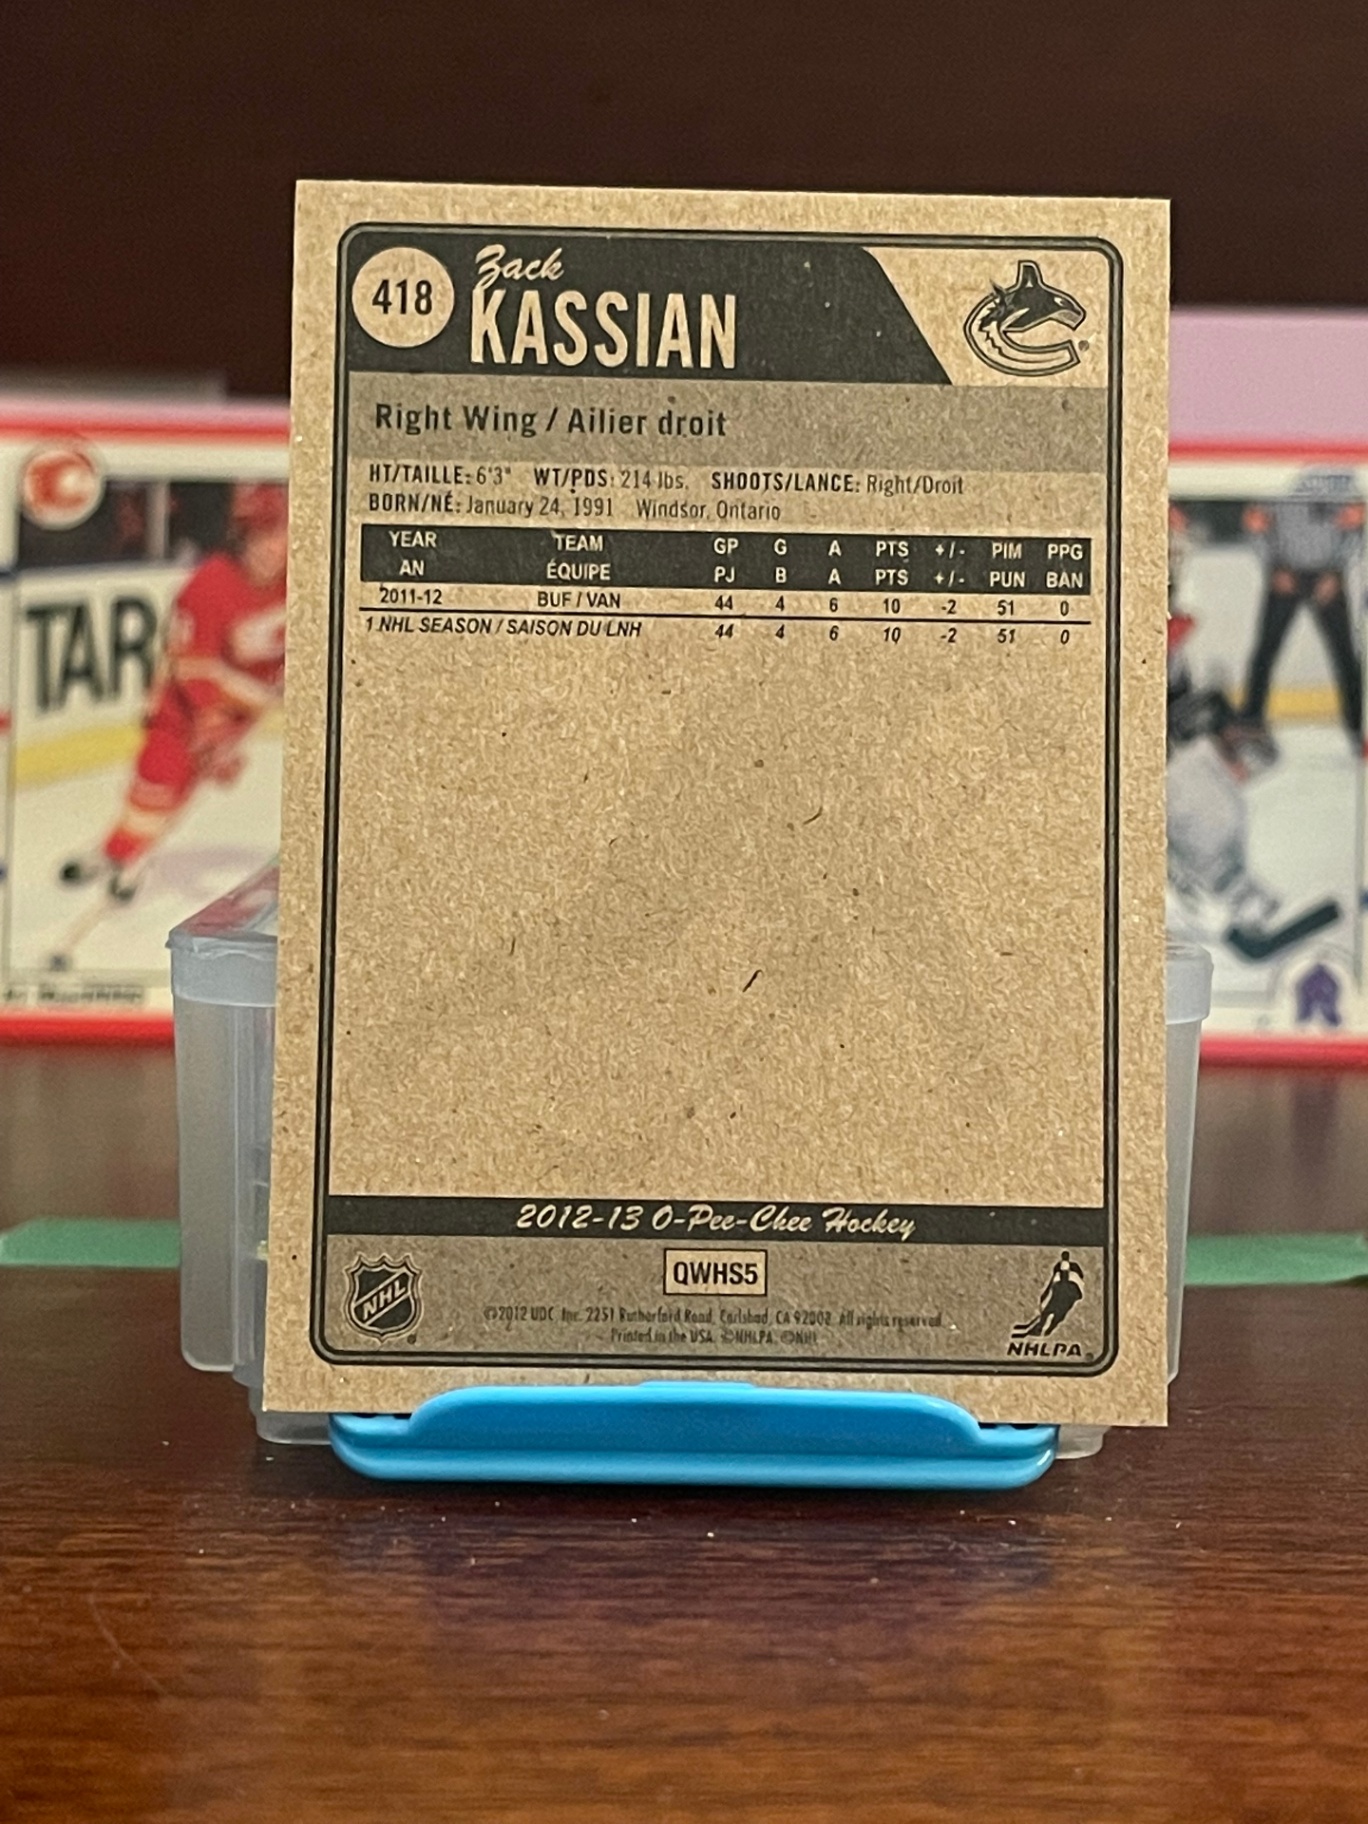 418
Zack
KASSIAN
Right Wing / Ailier droit
HT/TAILLE: 6'3" WT/PDS: 214 lbs. SHOOTS/LANCE: Right/Droit
BORN/NÉ: January 24, 1991 Windsor, Ontario
YEAR TEAM GP G A PTS +/- PIM PPG
AN ÉQUIPE PJ B A PTS +/- PUN BAN
2011-12 BUF / VAN 44 4 6 10 -2 51 0
1 NHL SEASON / SAISON DU LNH 44 4 6 10 -2 51 0
2012-13 O-Pee-Chee Hockey
QWHS5
NHL
©2012 UDC, Inc. 2251 Rutherford Road, Carlsbad, CA 92008. All rights reserved.
Printed in the USA. ©NHLPA. ©NHL
NHLPA
TAR